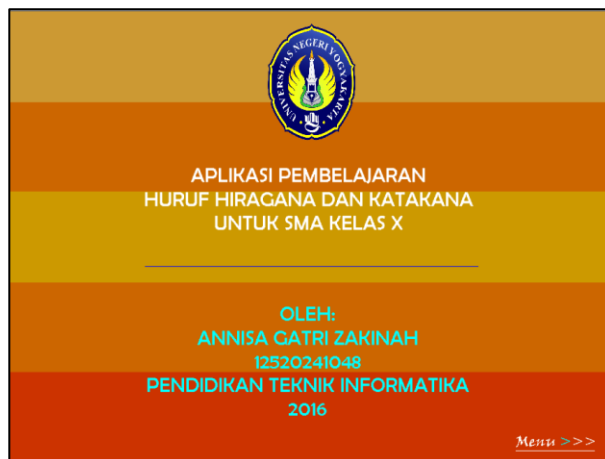 UNIVERSITAS NEGERI YOGYAKARTA
APLIKASI PEMBELAJARAN
HURUF HIRAGANA DAN KATAKANA
UNTUK SMA KELAS X
OLEH:
ANNISA GATRI ZAKINAH
12520241048
PENDIDIKAN TEKNIK INFORMATIKA
2016
Menu >>>